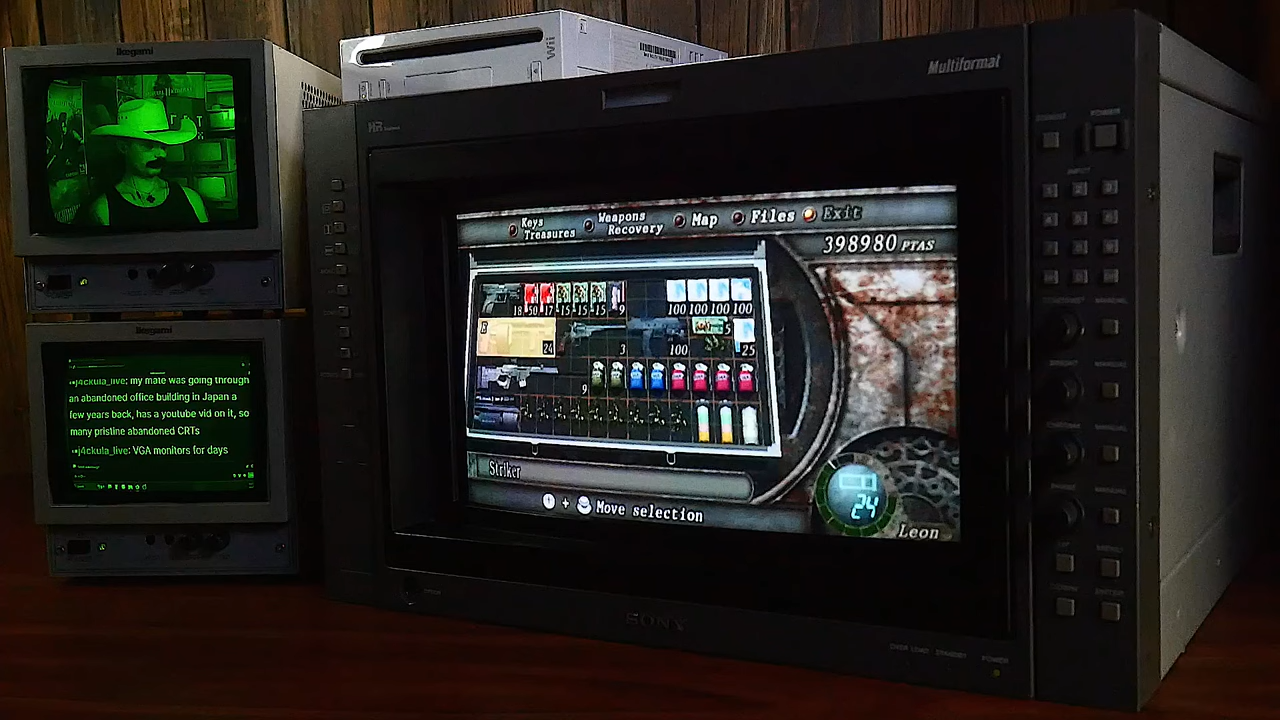 Ikegami
Wii
Multiformat
HR
Keys
Treasures
Weapons
Recovery
Map
Files
Exit
398980 PTAS
18 50 17 15 15 15 9 100 100 100 100
E 24 3 100 5 25
9
Striker
+ Move selection
24
Leon
Ikegami
j4ckula_live: my mate was going through
an abandoned office building in Japan a
few years back, has a youtube vid on it, so
many pristine abandoned CRTs
j4ckula_live: VGA monitors for days
SONY
POWER